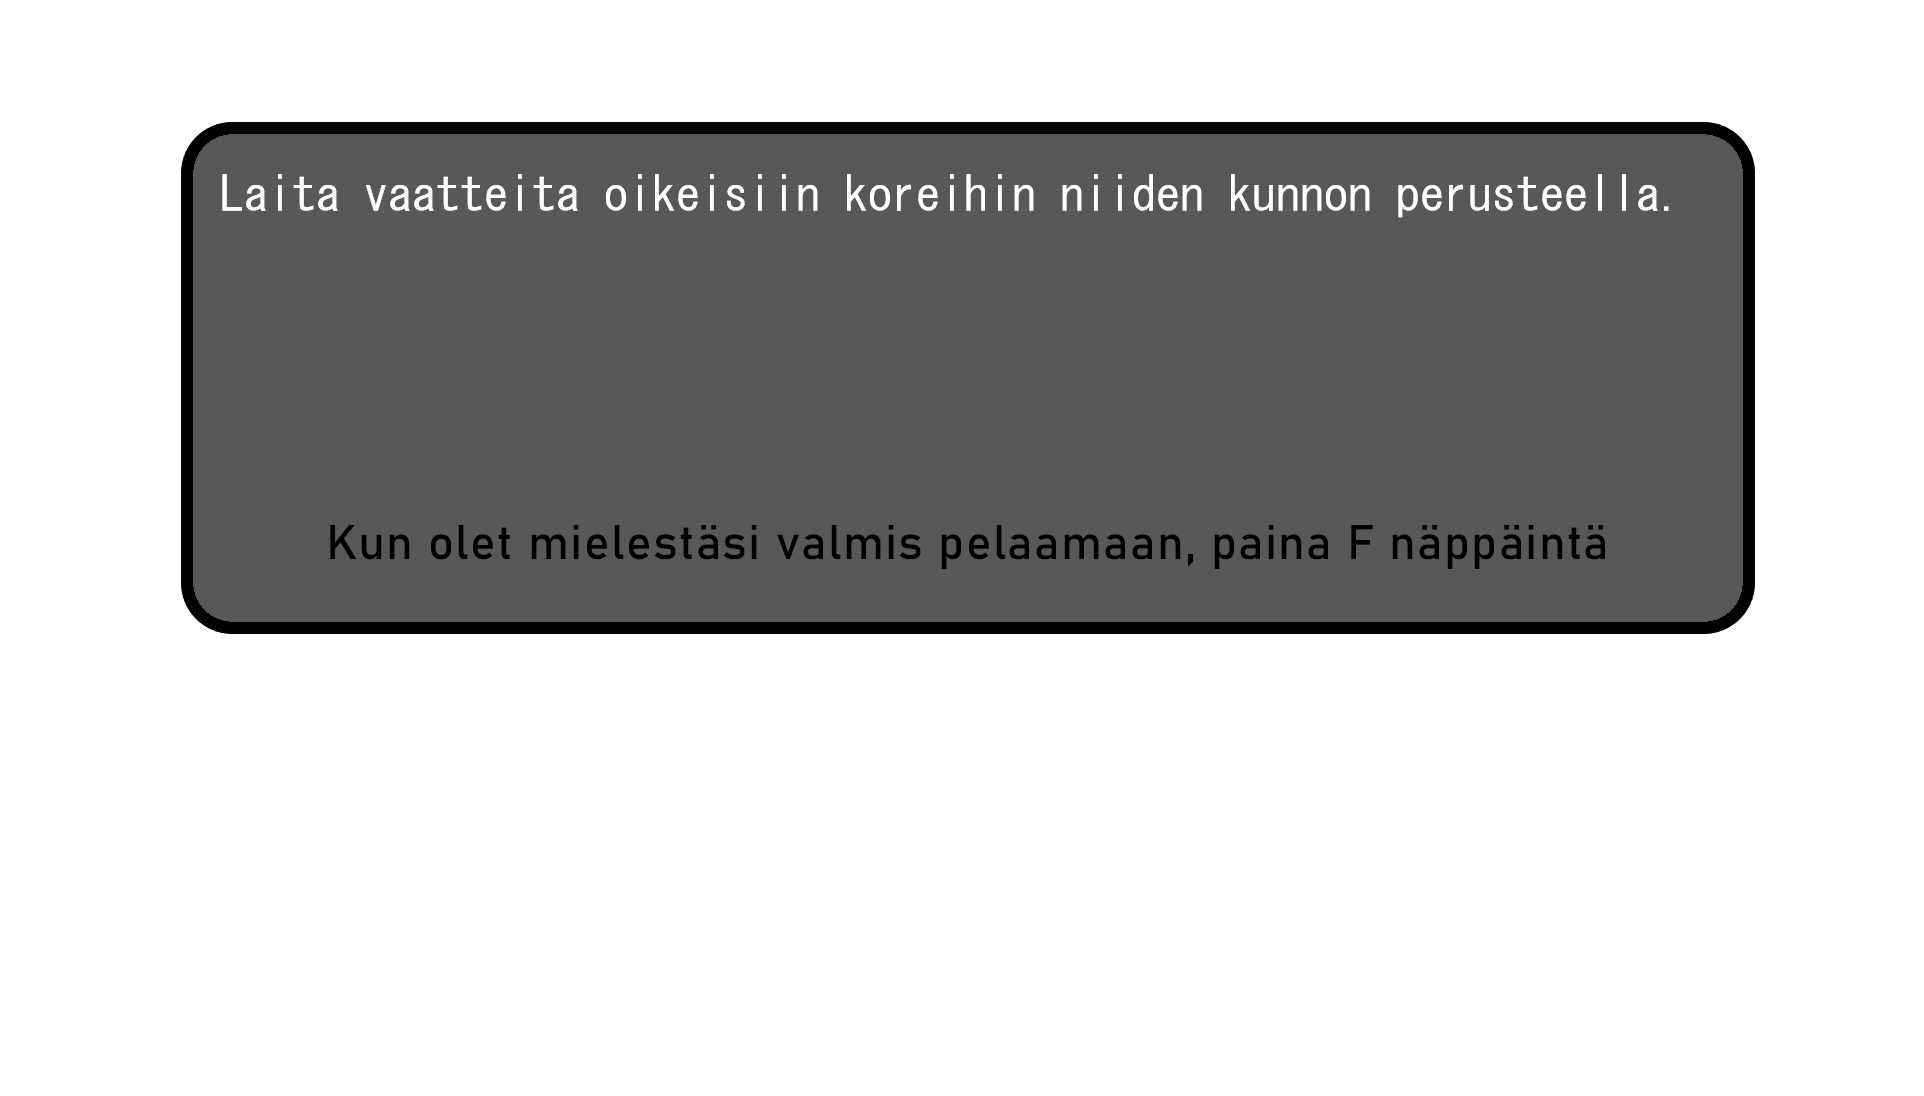 Laita vaatteita oikeisiin koreihin niiden kunnon perusteella.
Kun olet mielestäsi valmis pelaamaan, paina F näppäintä